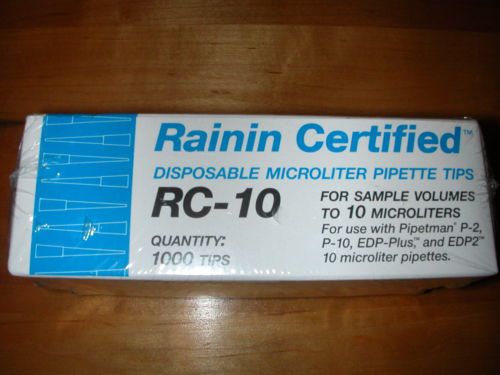 Rainin Certified™
DISPOSABLE MICROLITER PIPETTE TIPS
RC-10
QUANTITY:
1000 TIPS
FOR SAMPLE VOLUMES
TO 10 MICROLITERS
For use with Pipetman® P-2,
P-10, EDP-Plus,™ and EDP2™
10 microliter pipettes.